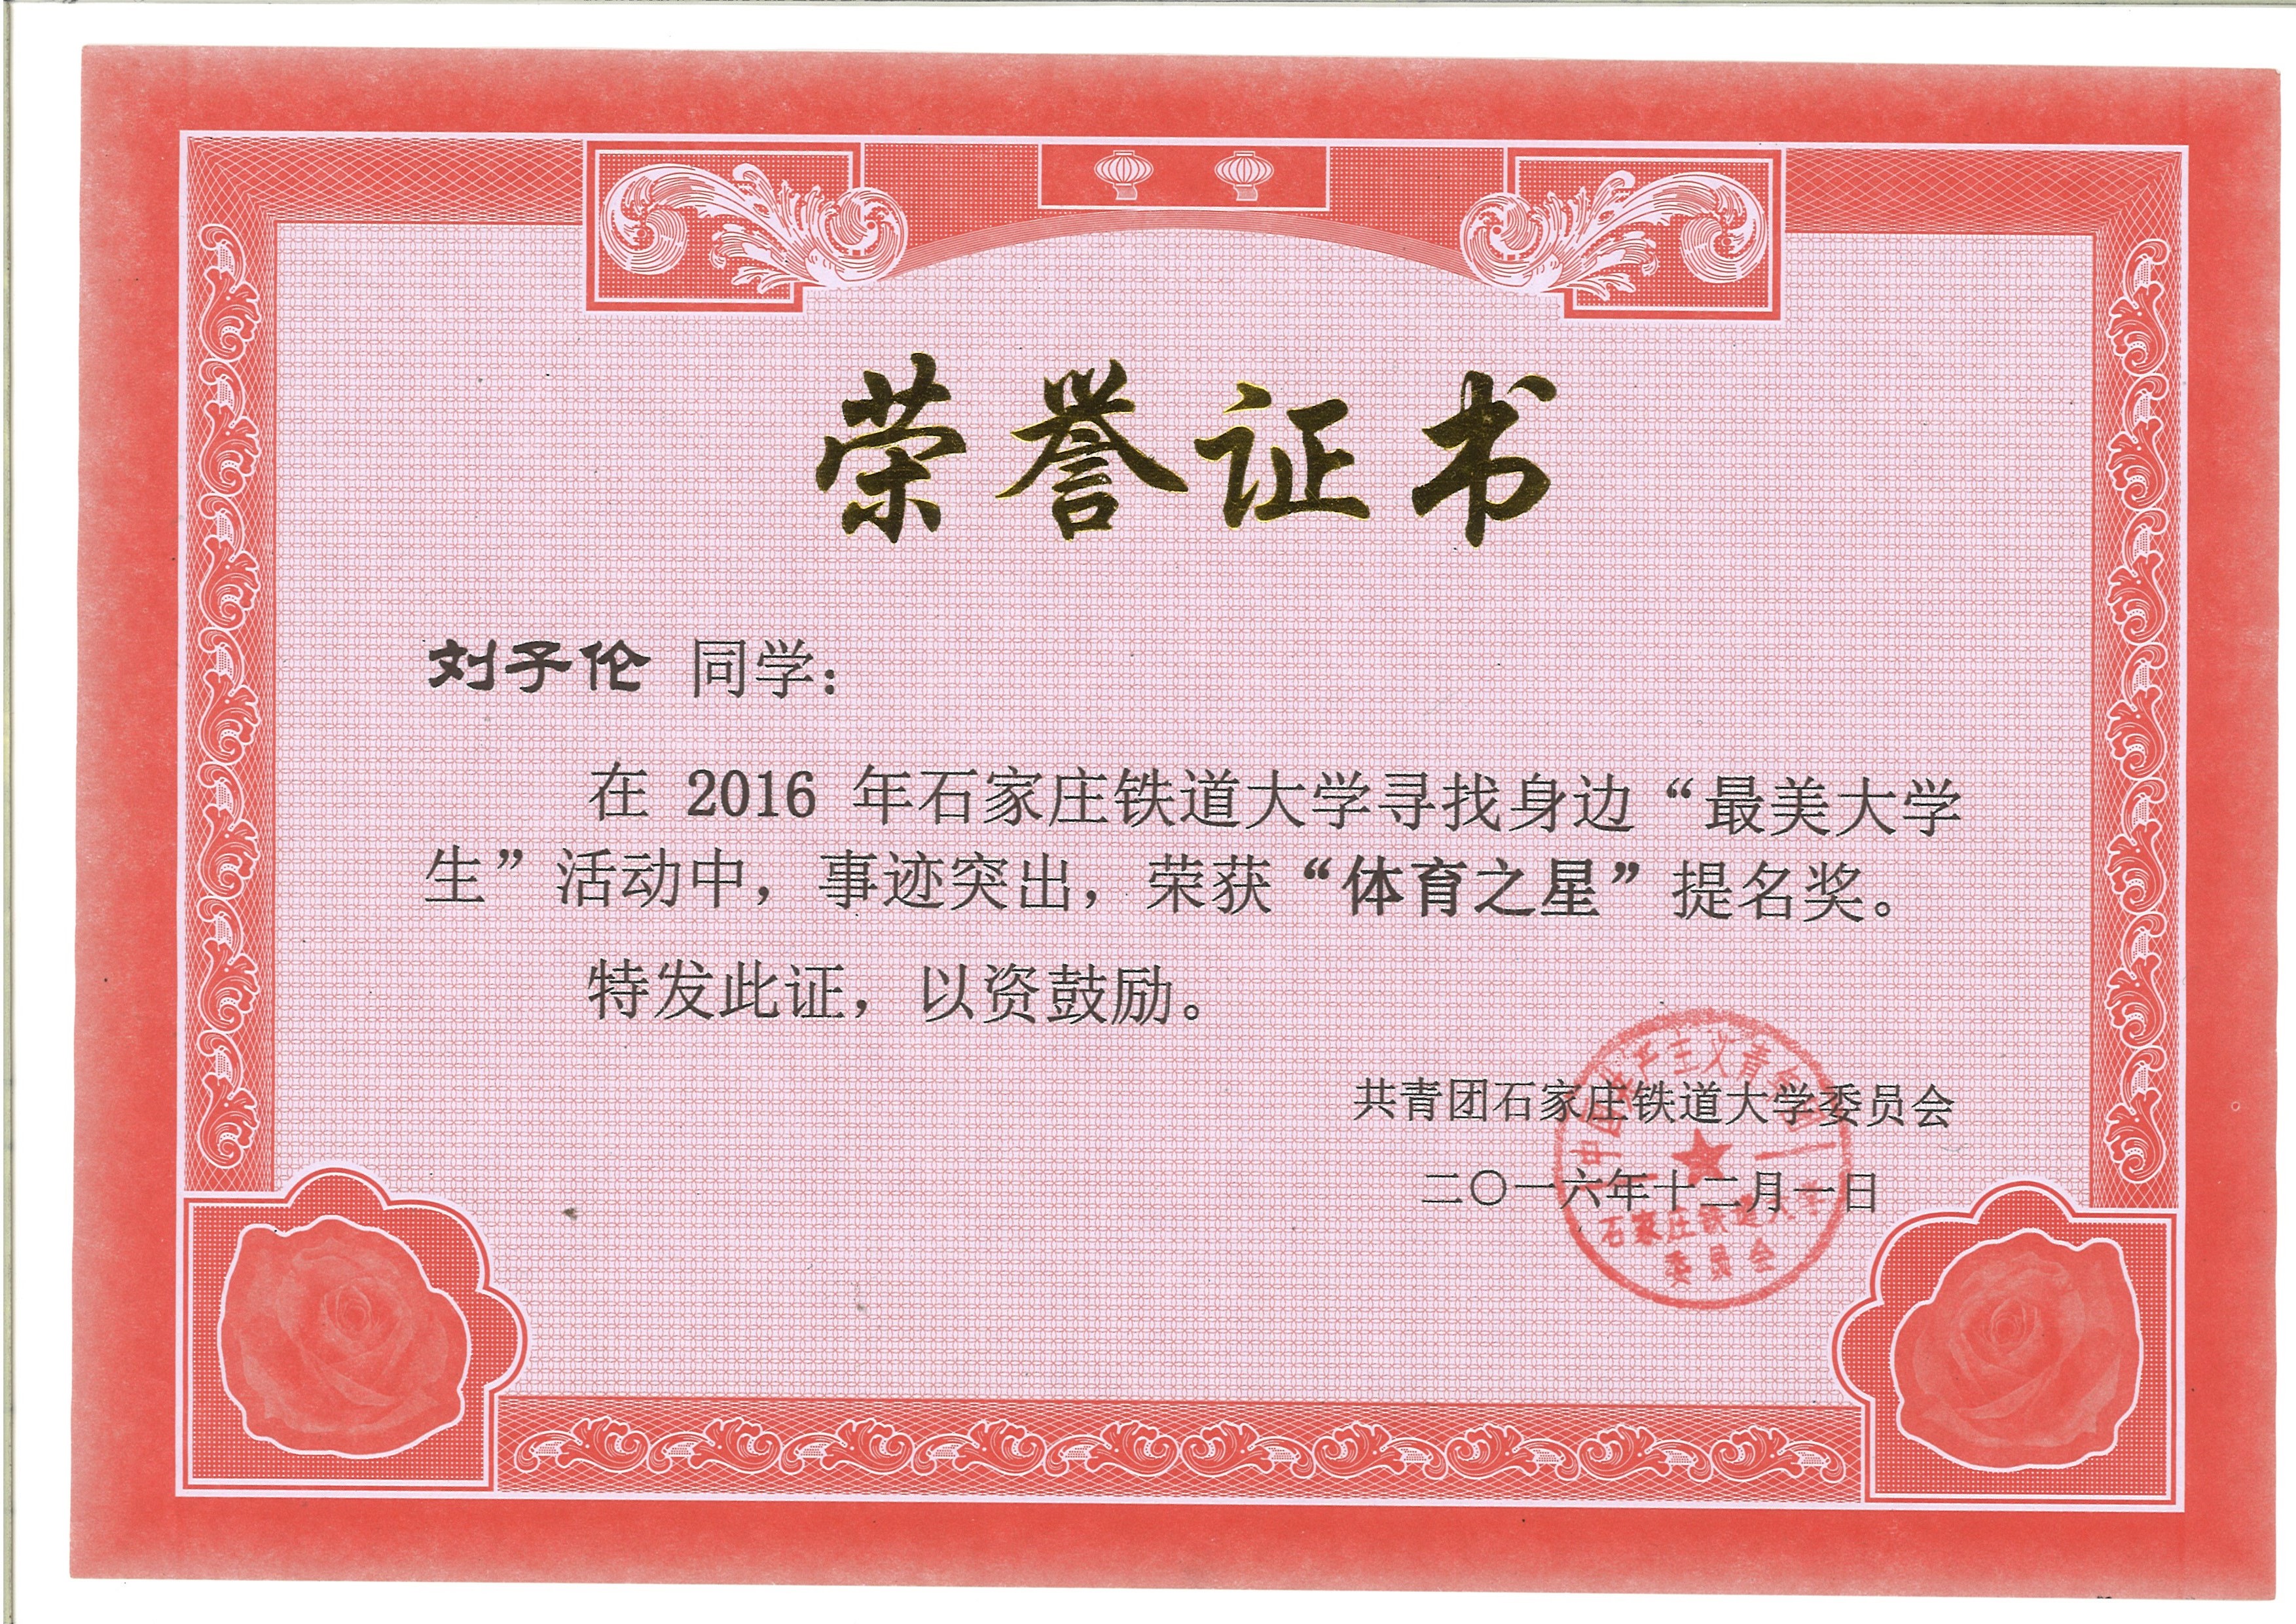 荣誉证书
刘子伦 同学：
在 2016 年石家庄铁道大学寻找身边“最美大学
生”活动中，事迹突出，荣获“体育之星”提名奖。
特发此证，以资鼓励。
共青团石家庄铁道大学委员会
二〇一六年十二月一日
中国共产主义青年团
石家庄铁道大学
委员会